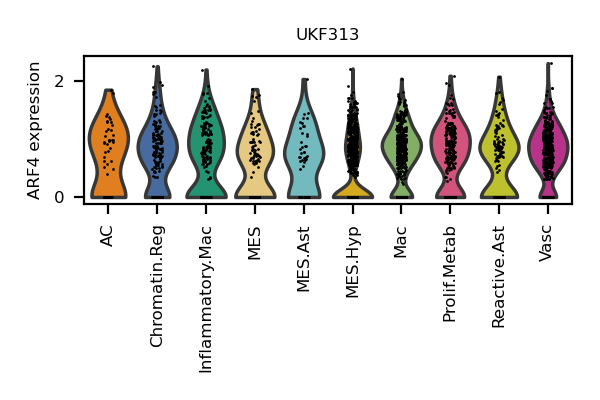 UKF313
ARF4 expression
2
0
AC
Chromatin.Reg
Inflammatory.Mac
MES
MES.Ast
MES.Hyp
Mac
Prolif.Metab
Reactive.Ast
Vasc